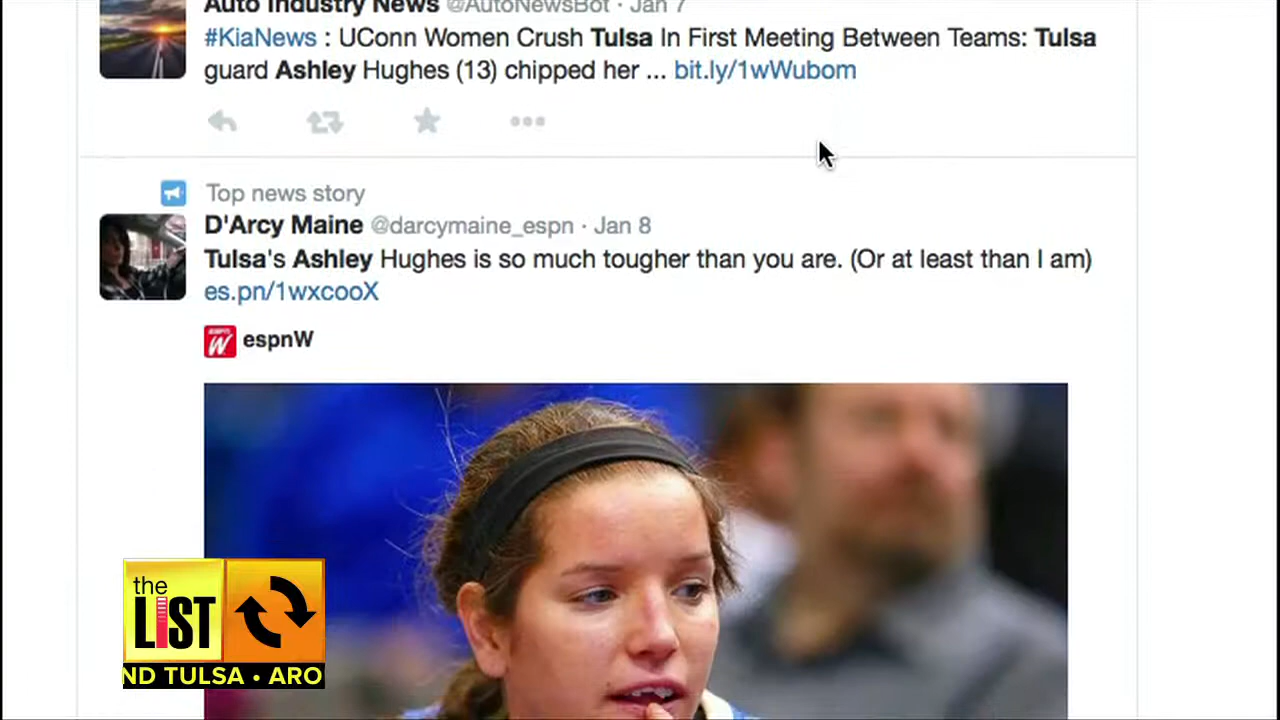 Auto Industry News @AutoNewsBot · Jan 7
#KiaNews : UConn Women Crush Tulsa In First Meeting Between Teams: Tulsa
guard Ashley Hughes (13) chipped her ... bit.ly/1wWubom
Top news story
D'Arcy Maine @darcymaine_espn · Jan 8
Tulsa's Ashley Hughes is so much tougher than you are. (Or at least than I am)
es.pn/1wxcooX
espnW
the
LIST
ND TULSA • ARO